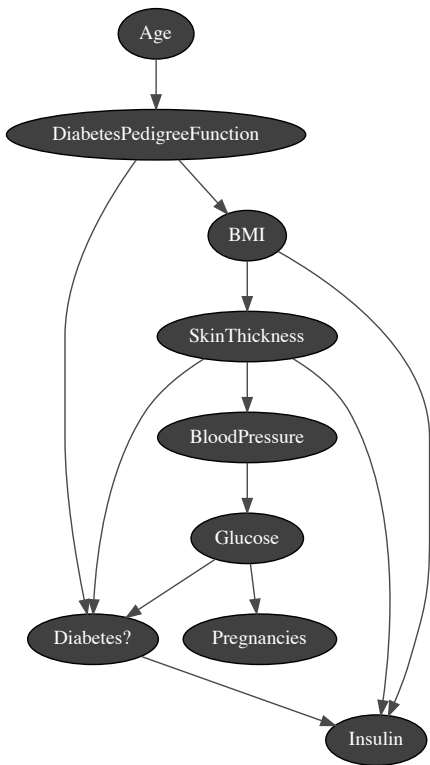 Age
DiabetesPedigreeFunction
BMI
SkinThickness
BloodPressure
Glucose
Diabetes?
Pregnancies
Insulin